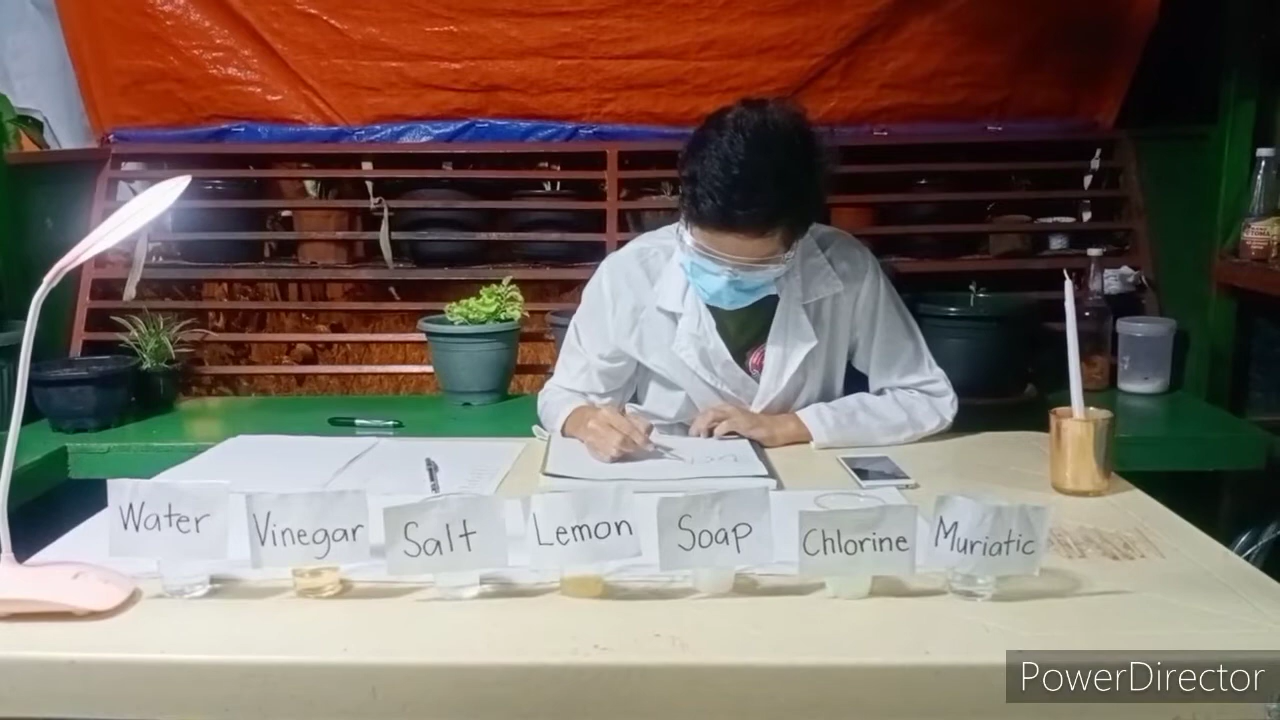 Water
Vinegar
Salt
Lemon
Soap
Chlorine
Muriatic
PowerDirector